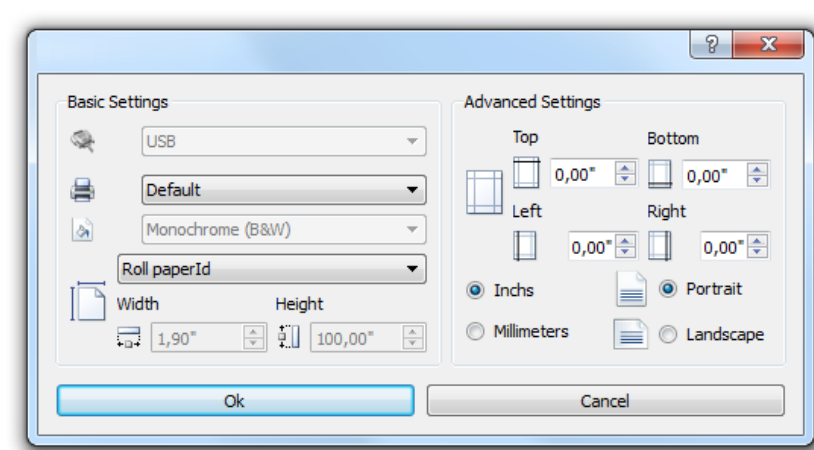 Basic Settings
USB
Default
Monochrome (B&W)
Roll paperId
Width Height
1,90" 100,00"
Advanced Settings
Top Bottom
0,00" 0,00"
Left Right
0,00" 0,00"
Inchs Portrait
Millimeters Landscape
Ok Cancel